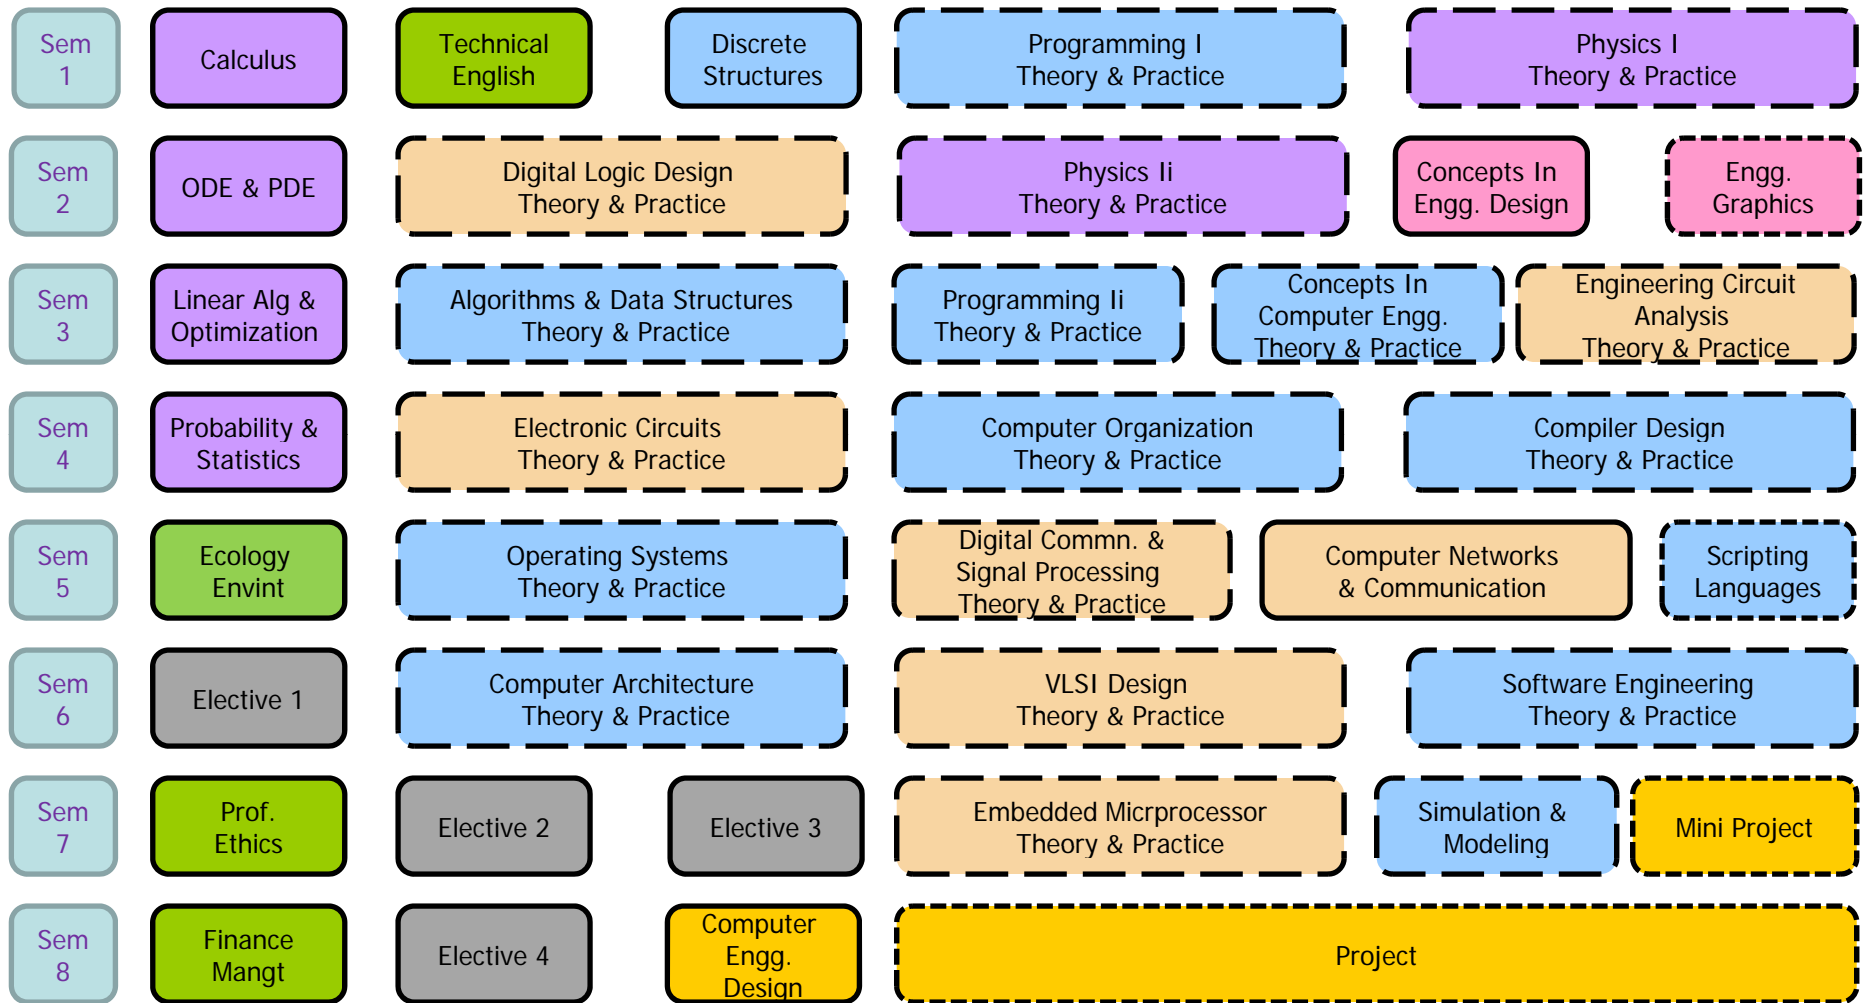 Sem
1
Calculus
Technical
English
Discrete
Structures
Programming I
Theory & Practice
Physics I
Theory & Practice
Sem
2
ODE & PDE
Digital Logic Design
Theory & Practice
Physics Ii
Theory & Practice
Concepts In
Engg. Design
Engg.
Graphics
Sem
3
Linear Alg &
Optimization
Algorithms & Data Structures
Theory & Practice
Programming Ii
Theory & Practice
Concepts In
Computer Engg.
Theory & Practice
Engineering Circuit
Analysis
Theory & Practice
Sem
4
Probability &
Statistics
Electronic Circuits
Theory & Practice
Computer Organization
Theory & Practice
Compiler Design
Theory & Practice
Sem
5
Ecology
Envint
Operating Systems
Theory & Practice
Digital Commn. &
Signal Processing
Theory & Practice
Computer Networks
& Communication
Scripting
Languages
Sem
6
Elective 1
Computer Architecture
Theory & Practice
VLSI Design
Theory & Practice
Software Engineering
Theory & Practice
Sem
7
Prof.
Ethics
Elective 2
Elective 3
Embedded Micrprocessor
Theory & Practice
Simulation &
Modeling
Mini Project
Sem
8
Finance
Mangt
Elective 4
Computer
Engg.
Design
Project